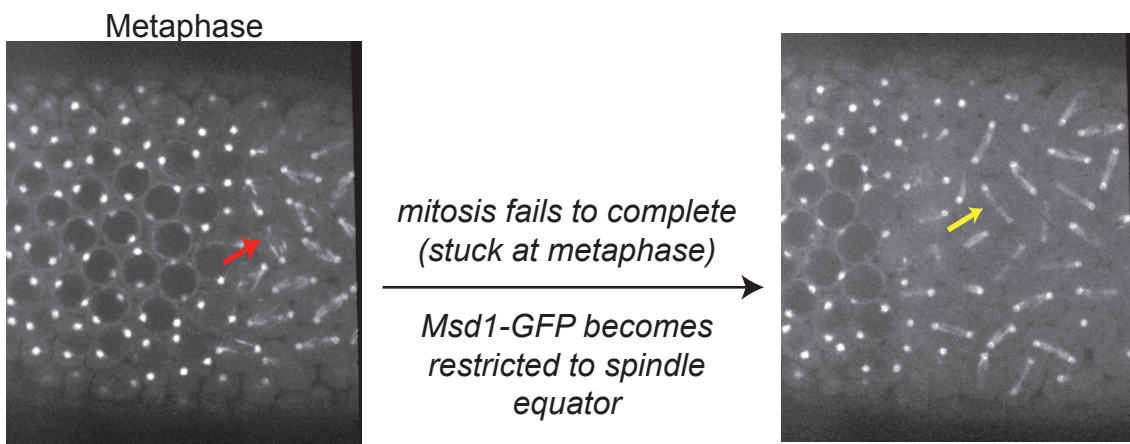 Metaphase
mitosis fails to complete
(stuck at metaphase)
Msd1-GFP becomes
restricted to spindle
equator